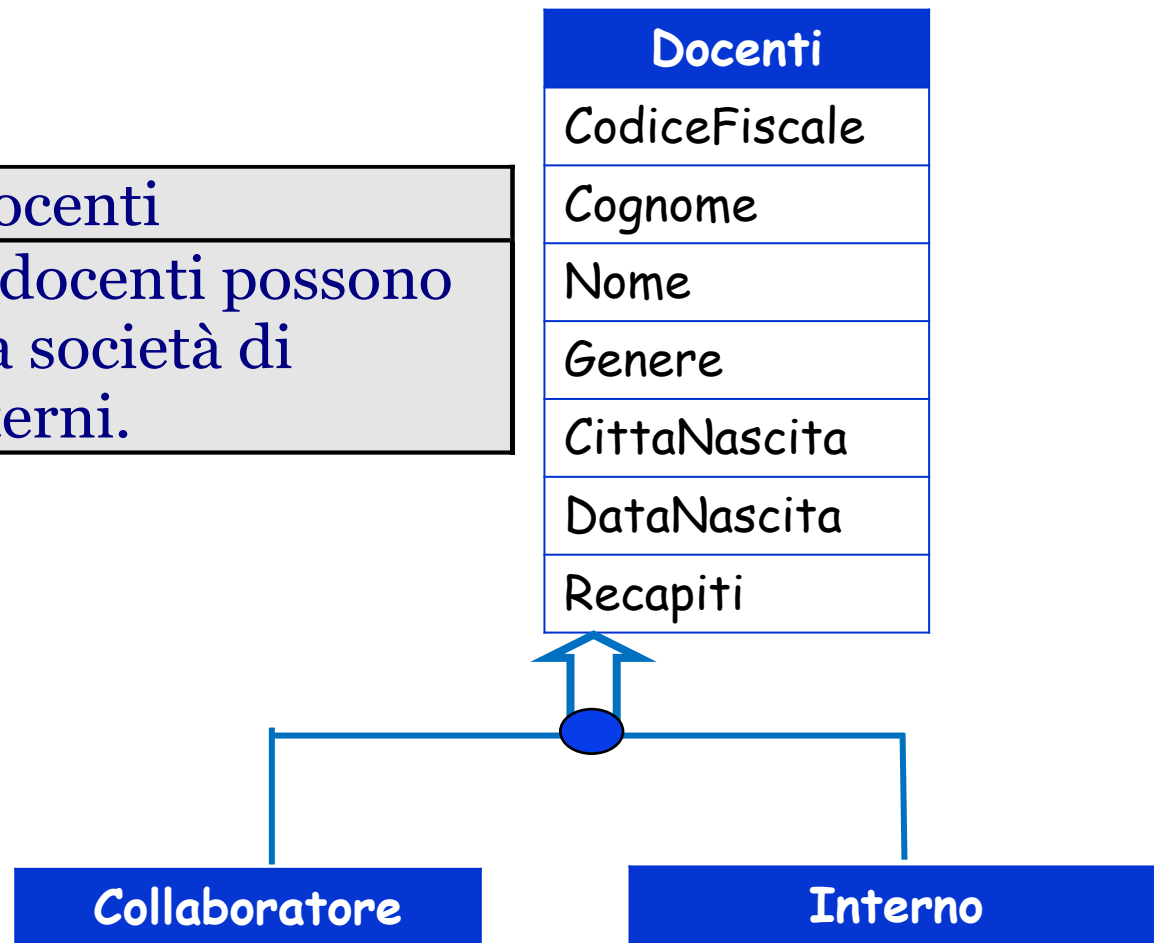 Docenti
CodiceFiscale
Cognome
Nome
Genere
CittaNascita
DataNascita
Recapiti
ocenti
docenti possono
a società di
erni.
Collaboratore
Interno